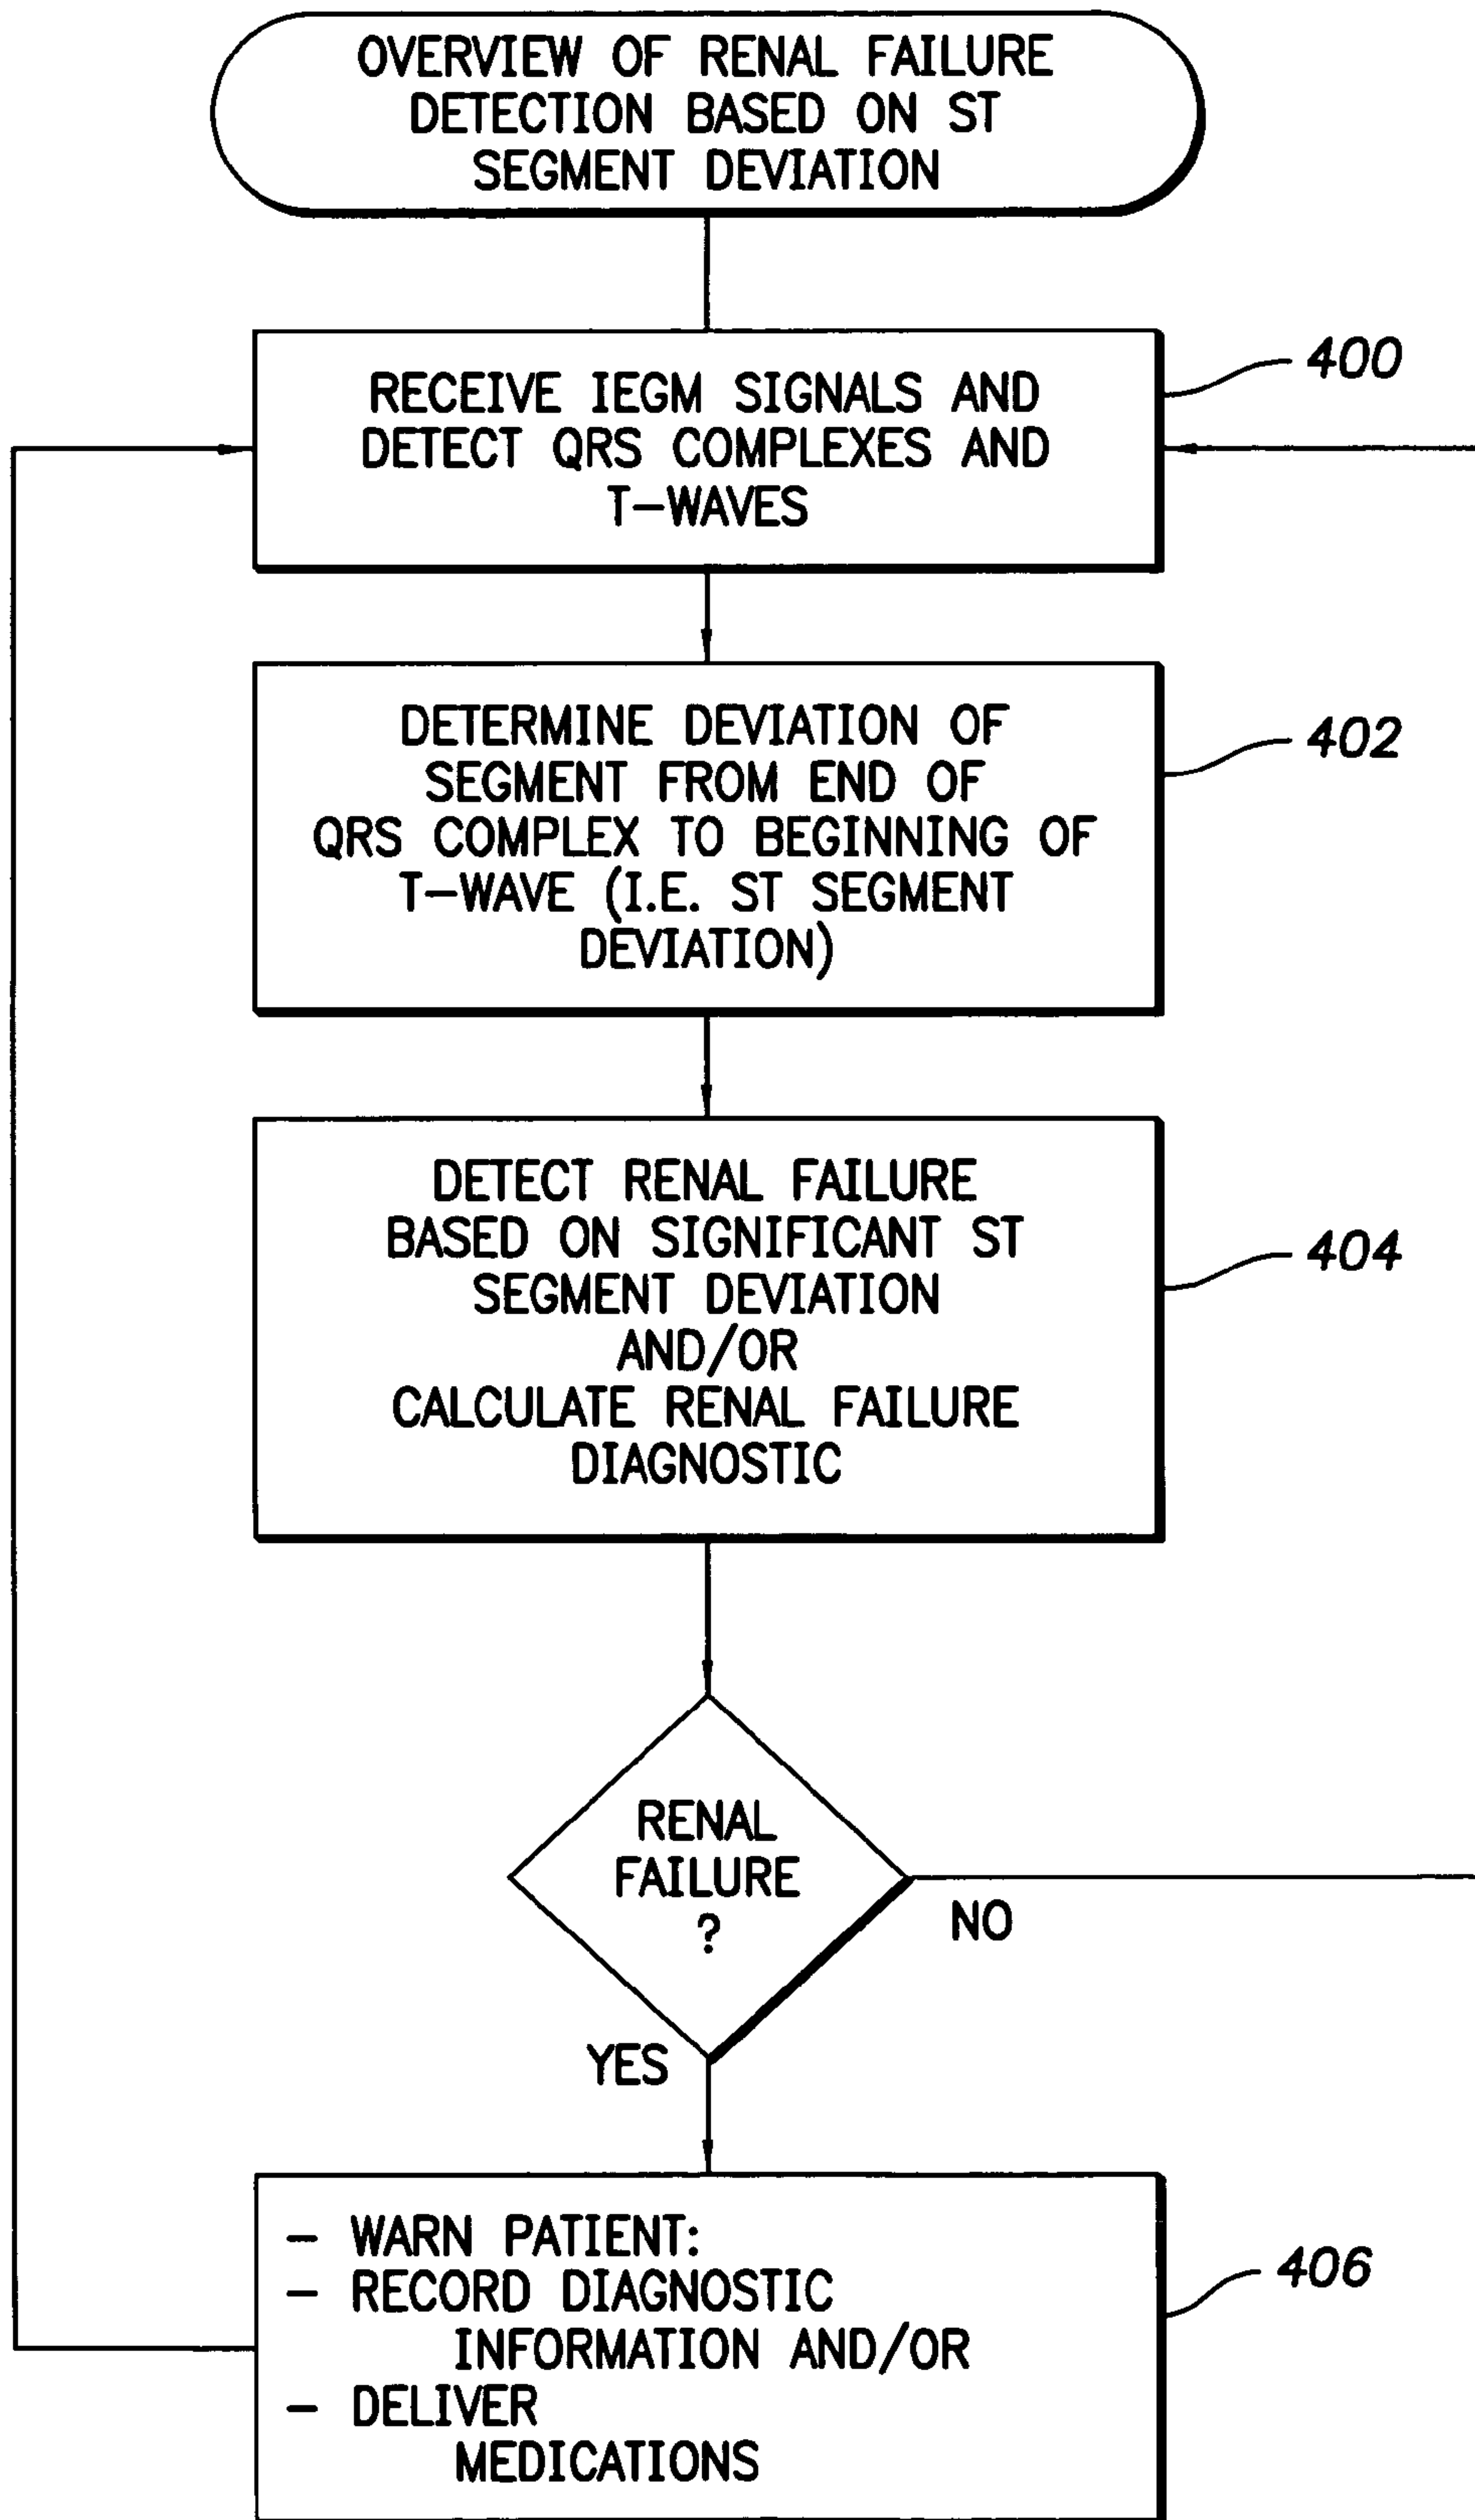 OVERVIEW OF RENAL FAILURE
DETECTION BASED ON ST
SEGMENT DEVIATION
RECEIVE IEGM SIGNALS AND
DETECT QRS COMPLEXES AND
T-WAVES
400
DETERMINE DEVIATION OF
SEGMENT FROM END OF
QRS COMPLEX TO BEGINNING OF
T-WAVE (I.E. ST SEGMENT
DEVIATION)
402
DETECT RENAL FAILURE
BASED ON SIGNIFICANT ST
SEGMENT DEVIATION
AND/OR
CALCULATE RENAL FAILURE
DIAGNOSTIC
404
RENAL
FAILURE
?
NO
YES
- WARN PATIENT:
- RECORD DIAGNOSTIC
INFORMATION AND/OR
- DELIVER
MEDICATIONS
406